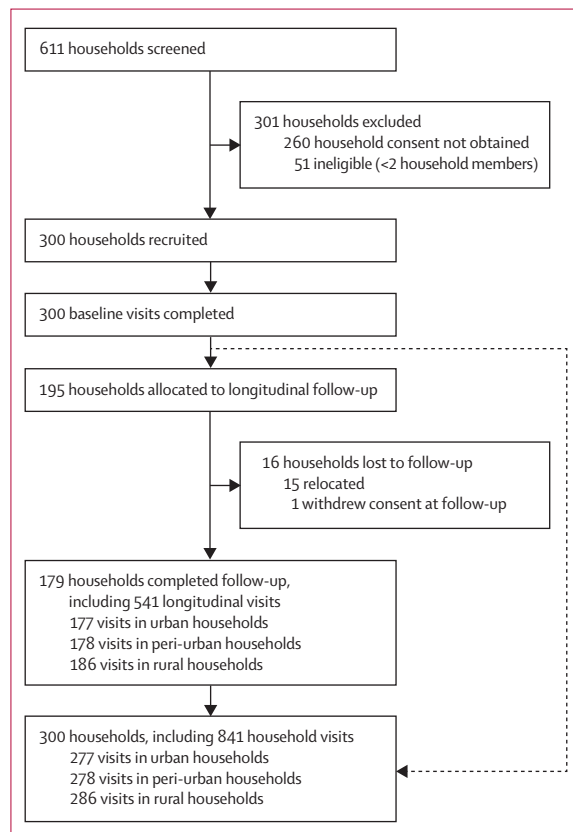 611 households screened
301 households excluded
260 household consent not obtained
51 ineligible (<2 household members)
300 households recruited
300 baseline visits completed
195 households allocated to longitudinal follow-up
16 households lost to follow-up
15 relocated
1 withdrew consent at follow-up
179 households completed follow-up,
including 541 longitudinal visits
177 visits in urban households
178 visits in peri-urban households
186 visits in rural households
300 households, including 841 household visits
277 visits in urban households
278 visits in peri-urban households
286 visits in rural households